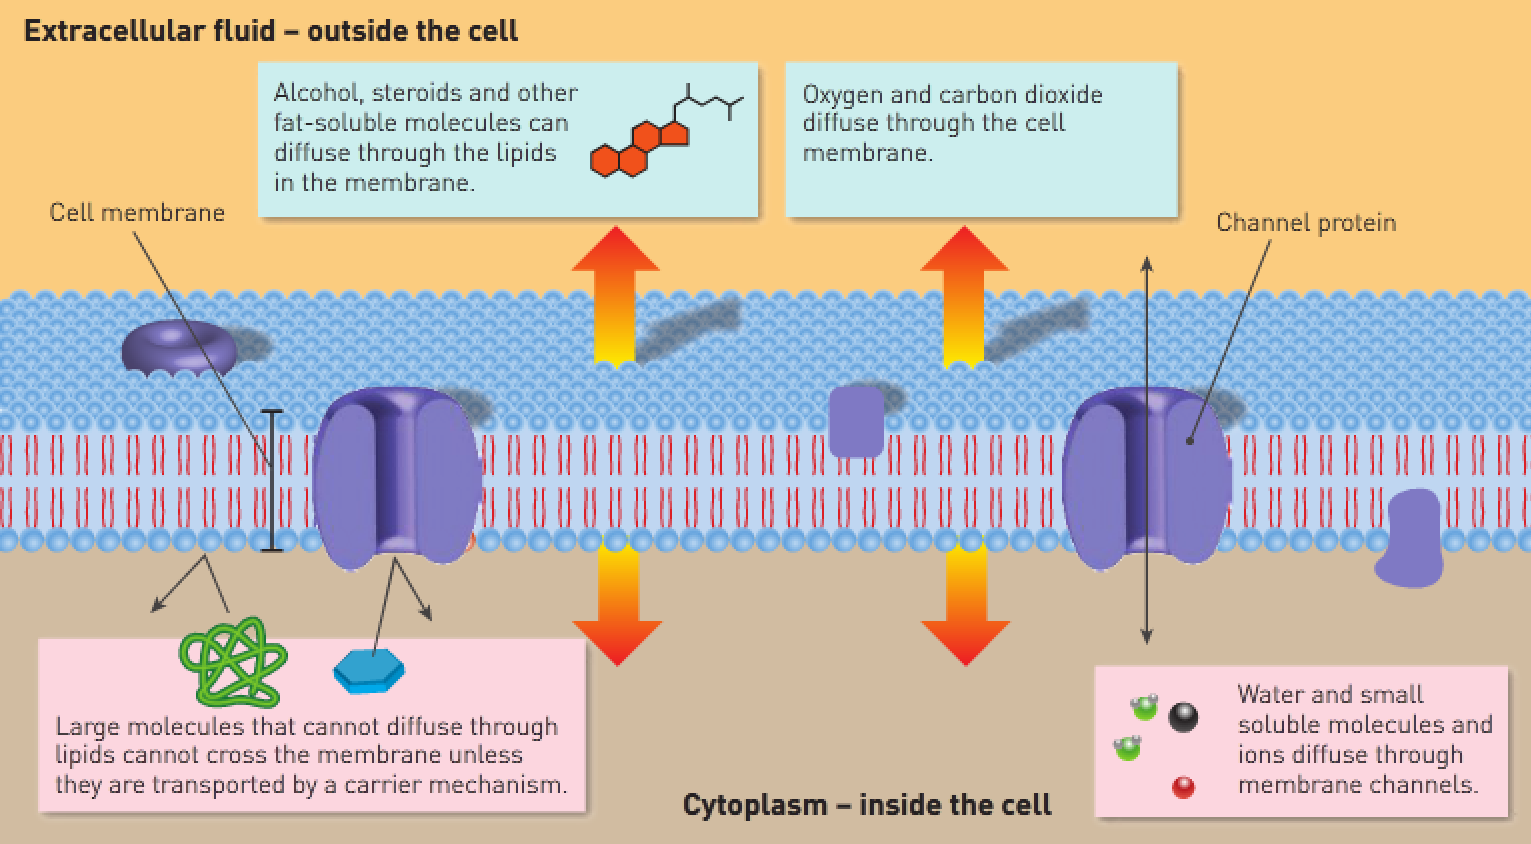 Extracellular fluid – outside the cell
Alcohol, steroids and other
fat-soluble molecules can
diffuse through the lipids
in the membrane.
Oxygen and carbon dioxide
diffuse through the cell
membrane.
Cell membrane
Channel protein
Large molecules that cannot diffuse through
lipids cannot cross the membrane unless
they are transported by a carrier mechanism.
Water and small
soluble molecules and
ions diffuse through
membrane channels.
Cytoplasm – inside the cell